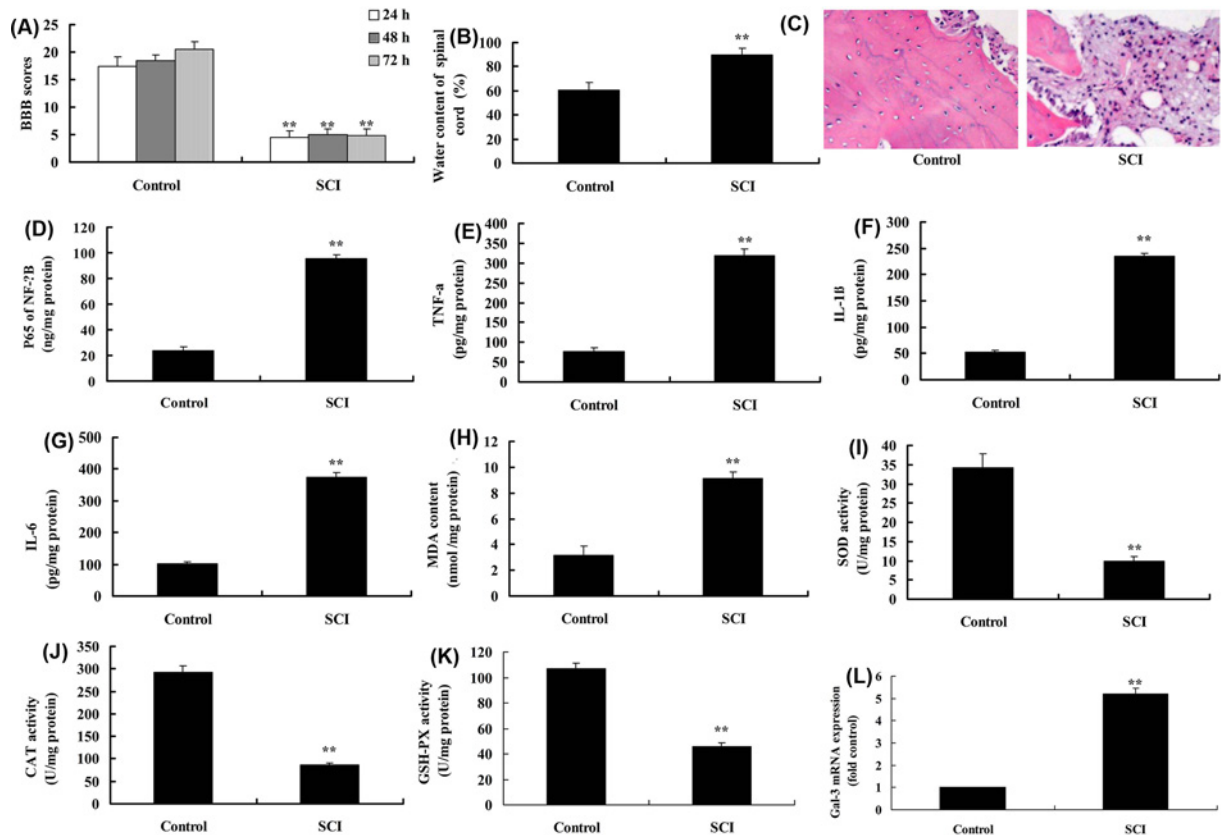 (A)
24 h
48 h
72 h
BBB scores
25
20
15
10
5
0
** ** **
Control SCI
(B)
Water content of spinal
cord (%)
100
80
60
40
20
0
**
Control SCI
(C)
Control SCI
(D)
P65 of NF-?B
(ng/mg protein)
120
100
80
60
40
20
0
**
Control SCI
(E)
TNF-a
(pg/mg protein)
400
350
300
250
200
150
100
50
0
**
Control SCI
(F)
IL-1ß
(pg/mg protein)
300
250
200
150
100
50
0
**
Control SCI
(G)
IL-6
(pg/mg protein)
500
400
300
200
100
0
**
Control SCI
(H)
MDA content
(nmol /mg protein)
12
10
8
6
4
2
0
**
Control SCI
(I)
SOD activity
(U/mg protein)
40
35
30
25
20
15
10
5
0
**
Control SCI
(J)
CAT activity
(U/mg protein)
350
300
250
200
150
100
50
0
**
Control SCI
(K)
GSH-PX activity
(U/mg protein)
120
100
80
60
40
20
0
**
Control SCI
(L)
Gal-3 mRNA expression
(fold control)
6
5
4
3
2
1
0
**
Control SCI